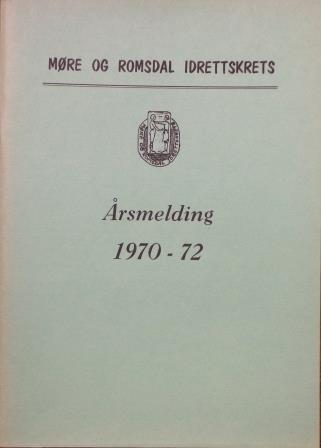 MØRE OG ROMSDAL IDRETTSKRETS
Årsmelding
1970 - 72